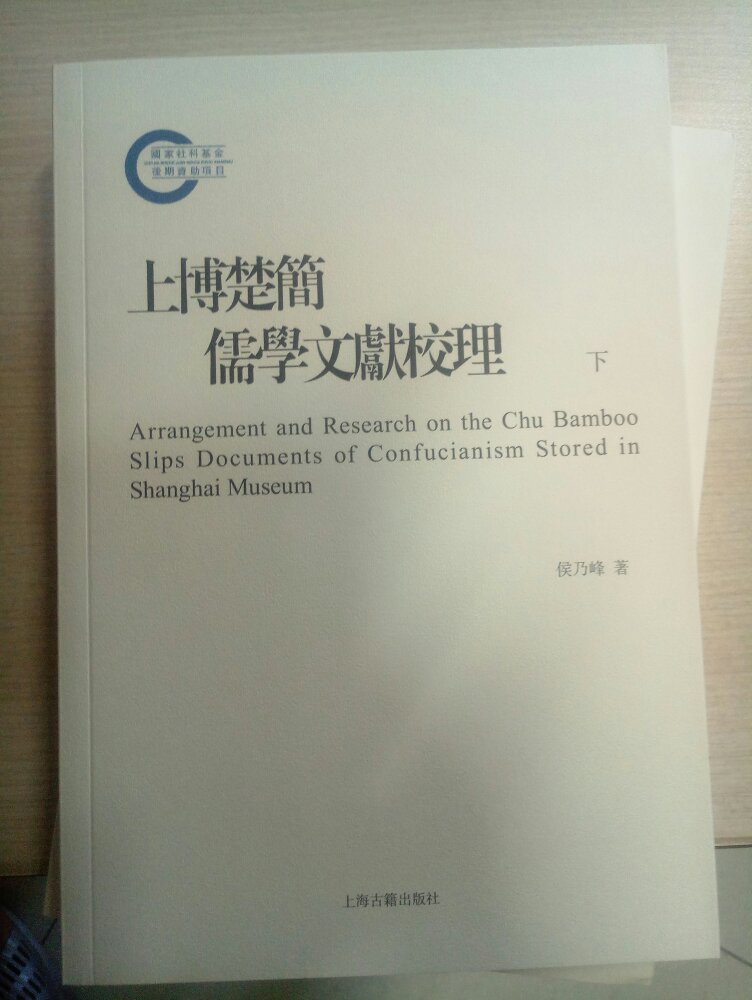 國家社科基金
後期資助項目
上博楚簡
儒學文獻校理 下
Arrangement and Research on the Chu Bamboo
Slips Documents of Confucianism Stored in
Shanghai Museum
侯乃峰 著
上海古籍出版社